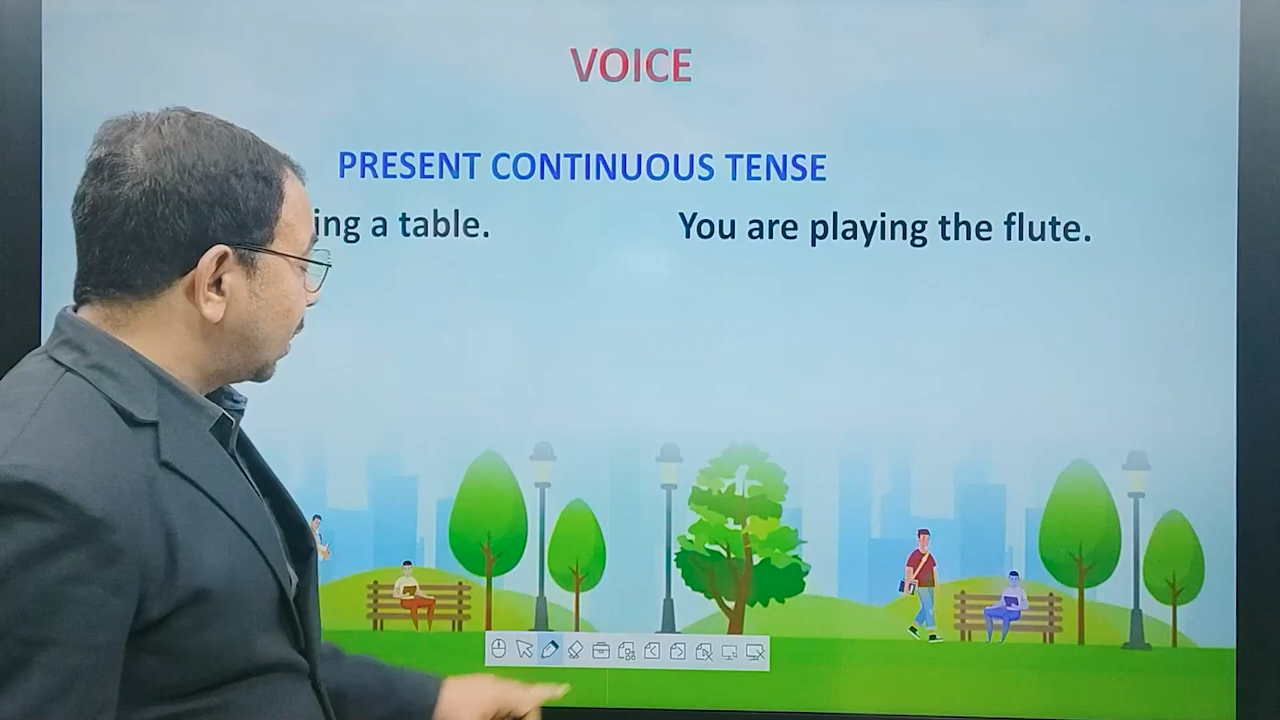 VOICE
PRESENT CONTINUOUS TENSE
ing a table.
You are playing the flute.